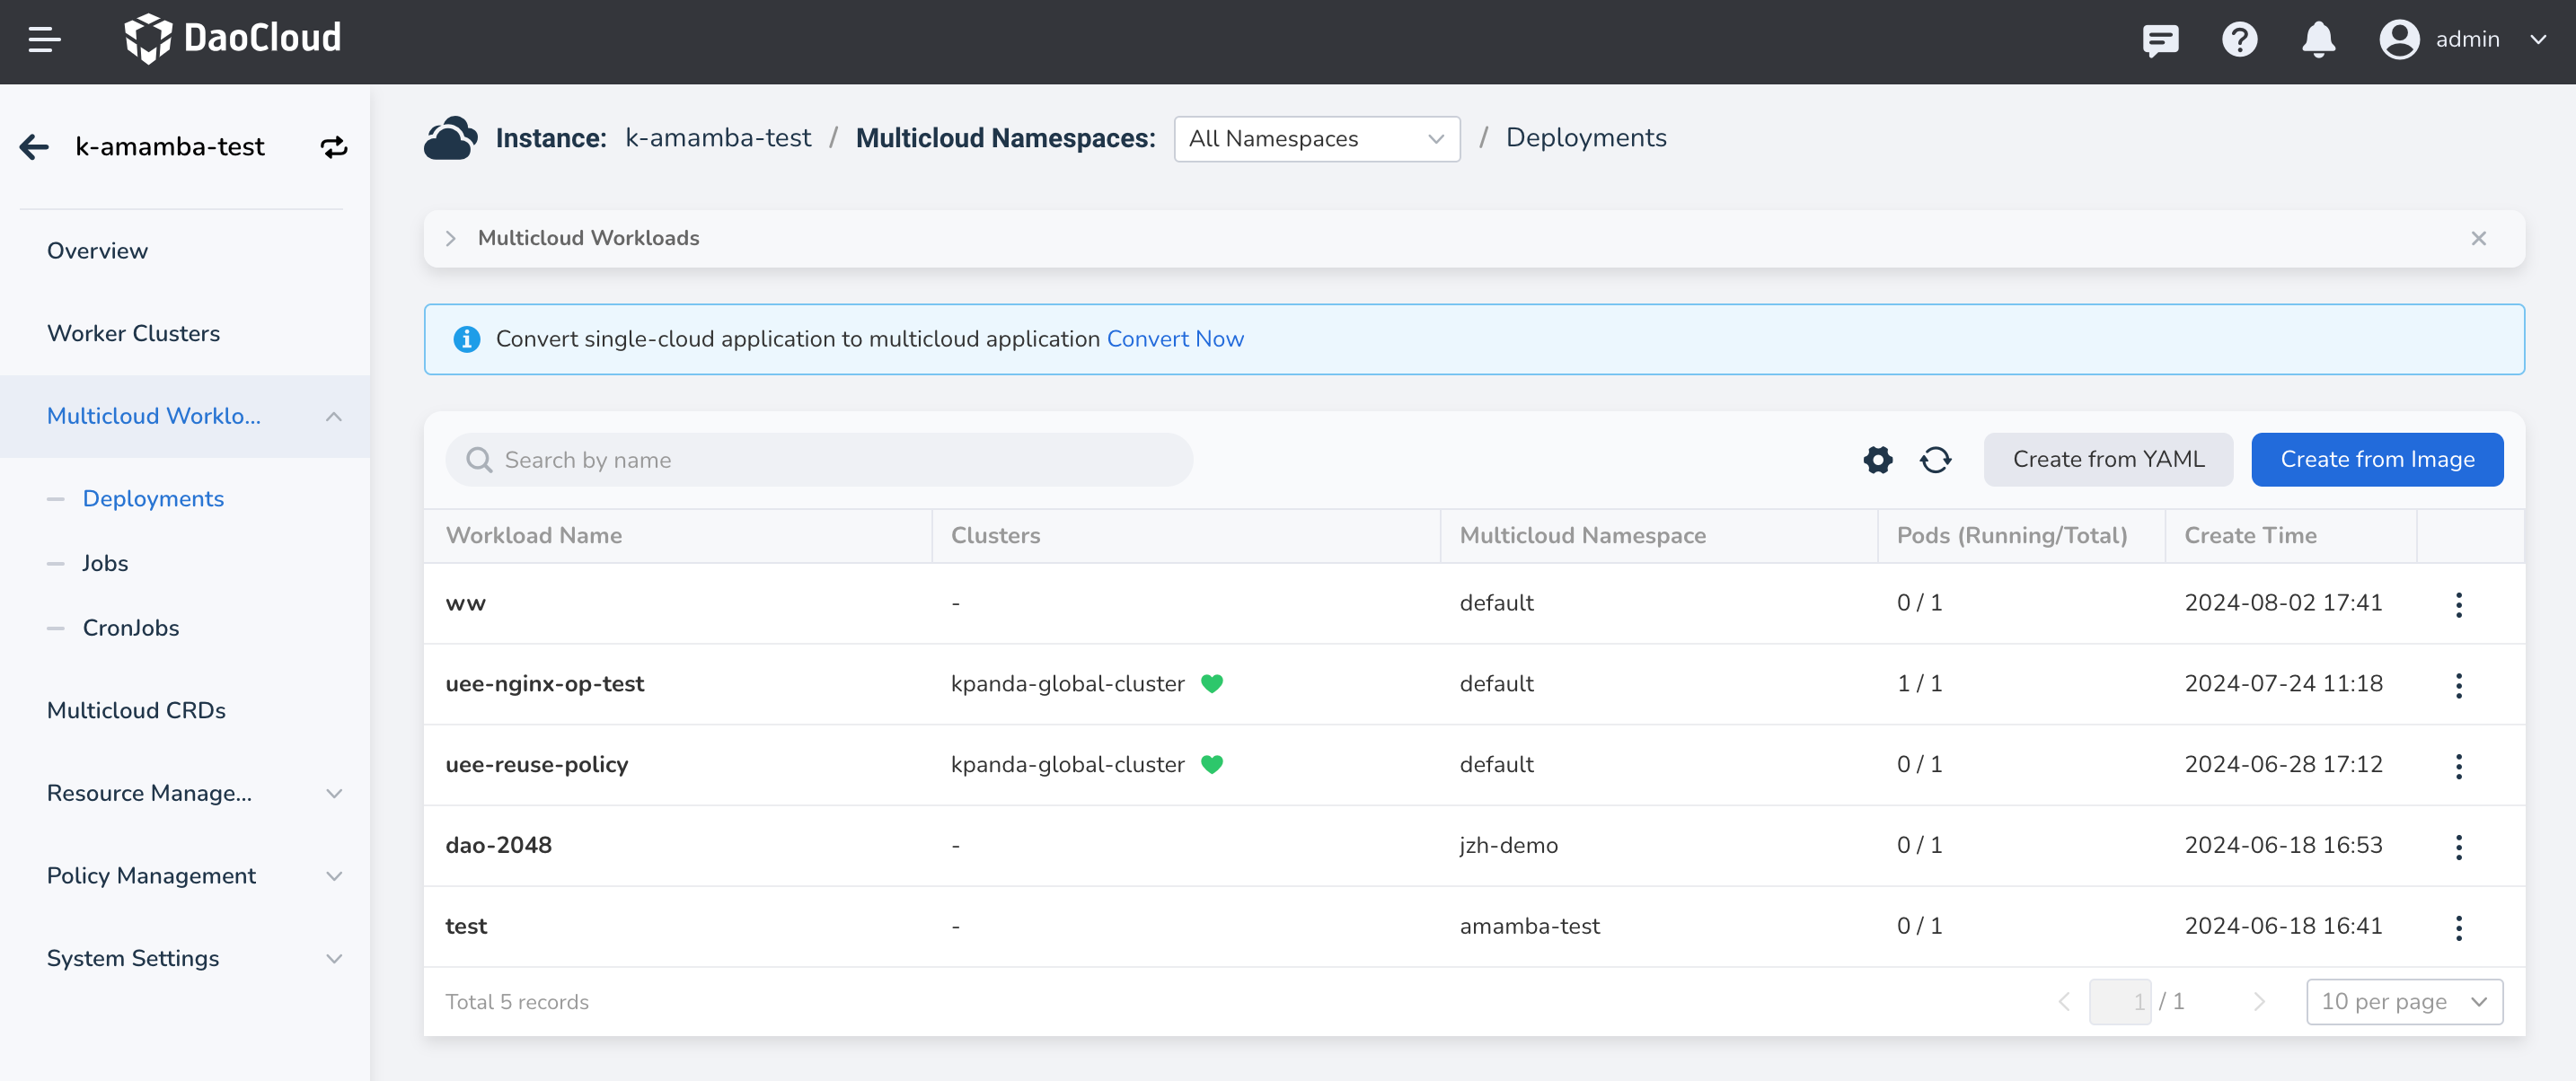 DaoCloud
admin
k-amamba-test
Overview
Worker Clusters
Multicloud Worklo...
Deployments
Jobs
CronJobs
Multicloud CRDs
Resource Manage...
Policy Management
System Settings
Instance: k-amamba-test / Multicloud Namespaces: All Namespaces / Deployments
Multicloud Workloads
Convert single-cloud application to multicloud application Convert Now
Search by name
Create from YAML
Create from Image
Workload Name Clusters Multicloud Namespace Pods (Running/Total) Create Time
ww - default 0 / 1 2024-08-02 17:41
uee-nginx-op-test kpanda-global-cluster default 1 / 1 2024-07-24 11:18
uee-reuse-policy kpanda-global-cluster default 0 / 1 2024-06-28 17:12
dao-2048 - jzh-demo 0 / 1 2024-06-18 16:53
test - amamba-test 0 / 1 2024-06-18 16:41
Total 5 records 1 / 1 10 per page